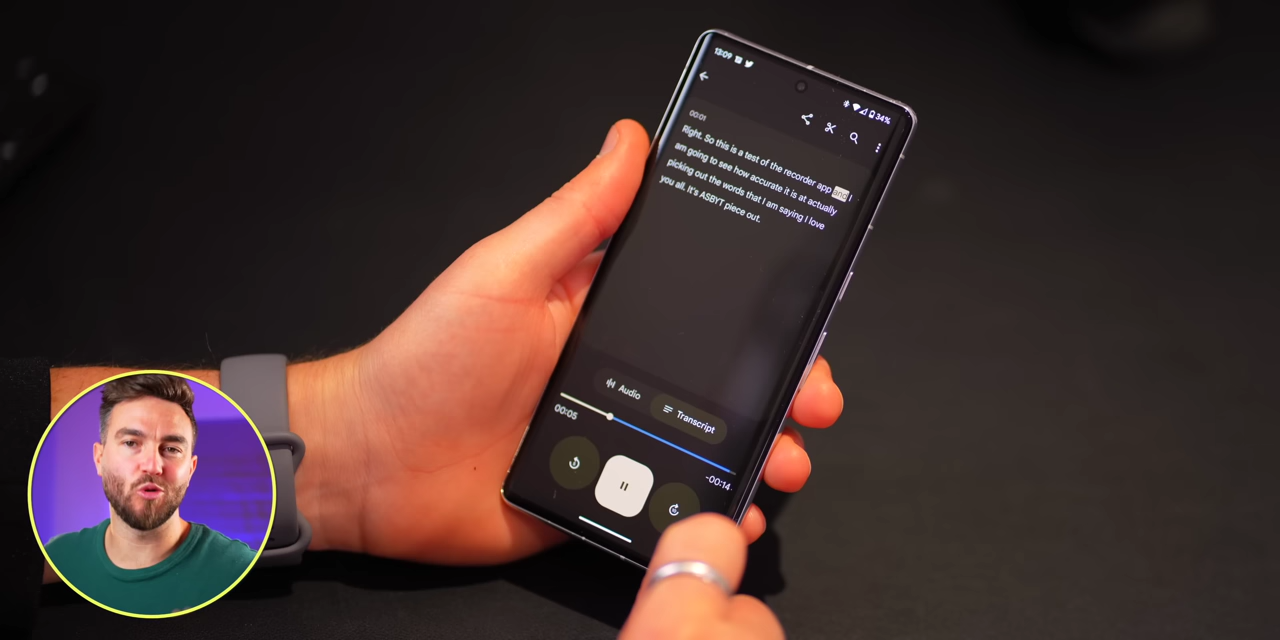 13:09
34%
00:01
Right. So this is a test of the recorder app and I
am going to see how accurate it is at actually
picking out the words that I am saying I love
you all. It's ASBYT piece out.
Audio
Transcript
00:05
-00:14